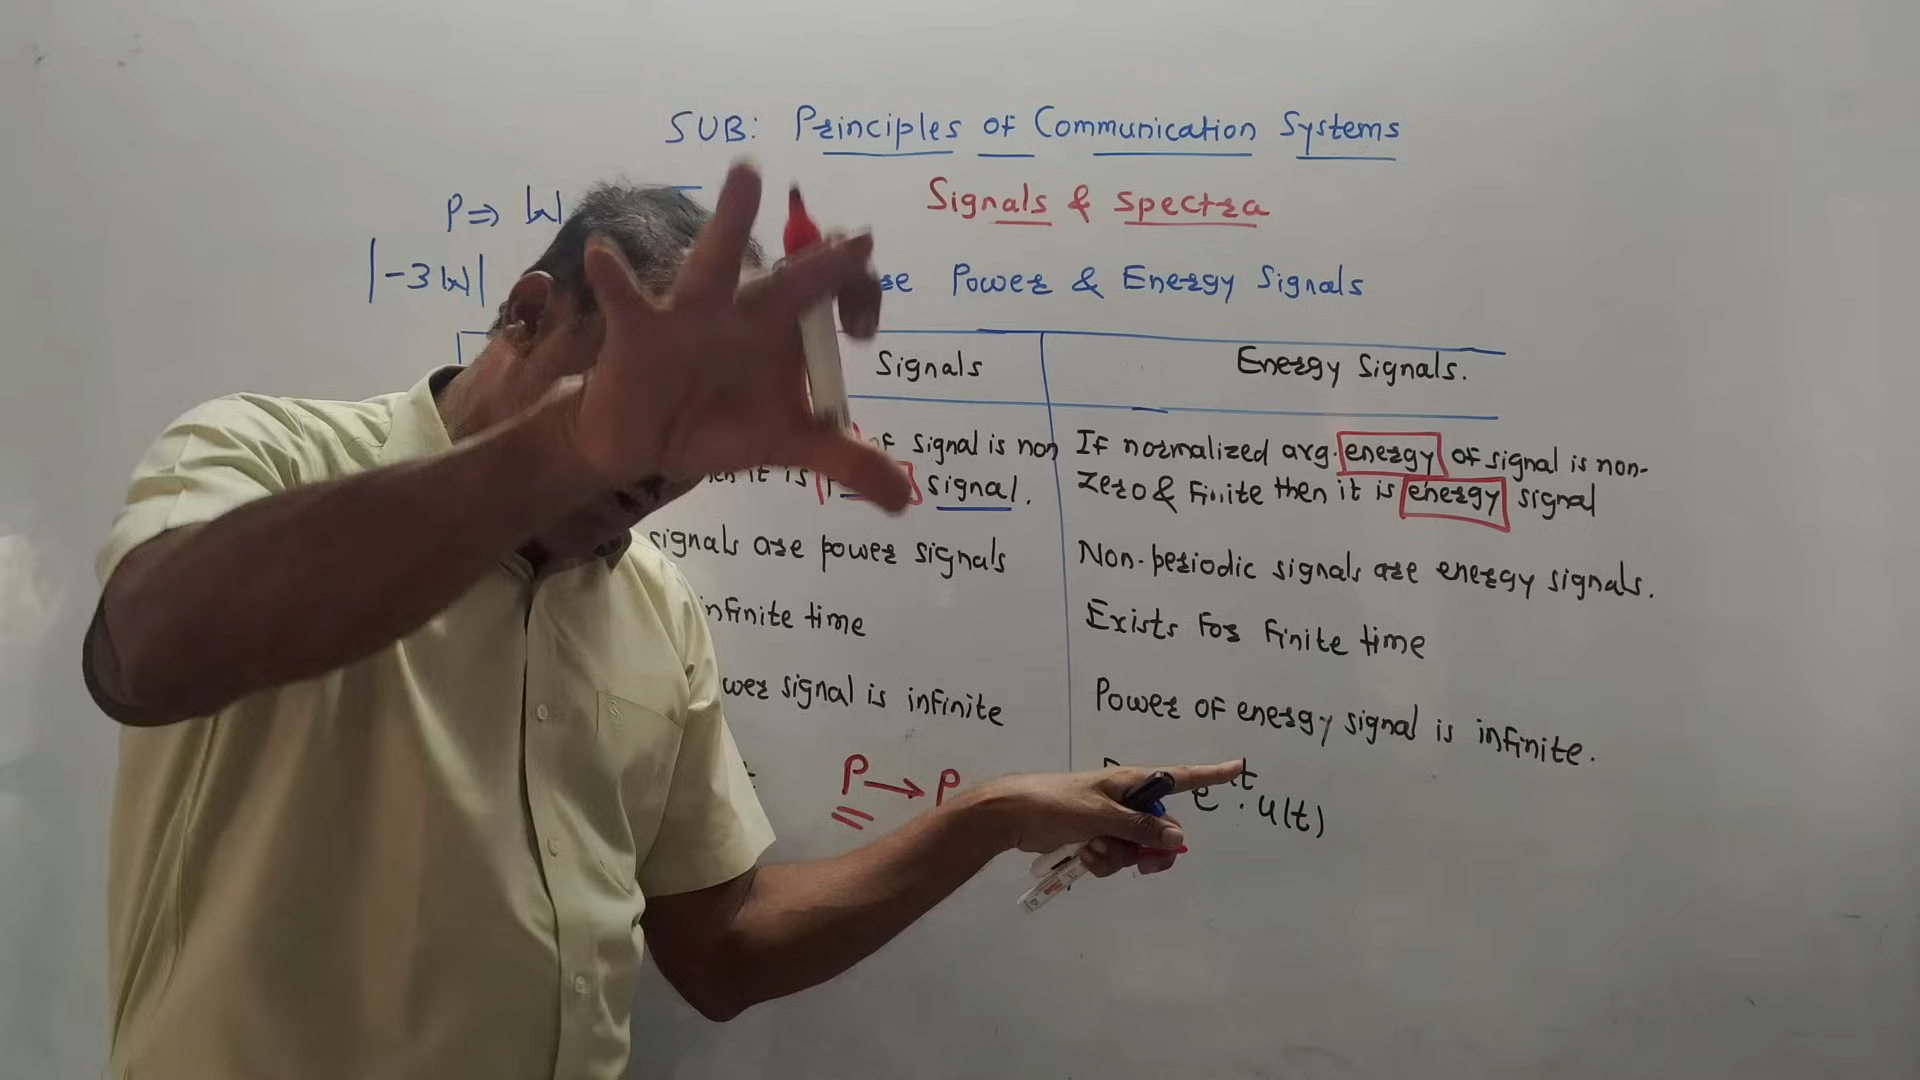 SUB: Principles of Communication Systems
P ⇒ W
Signals & Spectra
|-3W|
Power & Energy Signals
Signals
Energy Signals.
of signal is non
it is signal.
signals are power signals
infinite time
signal is infinite
P → P
If normalized avg. energy of signal is non-
zero & finite then it is energy signal
Non-periodic signals are energy signals.
Exists for finite time
Power of energy signal is infinite.
e t . u(t)